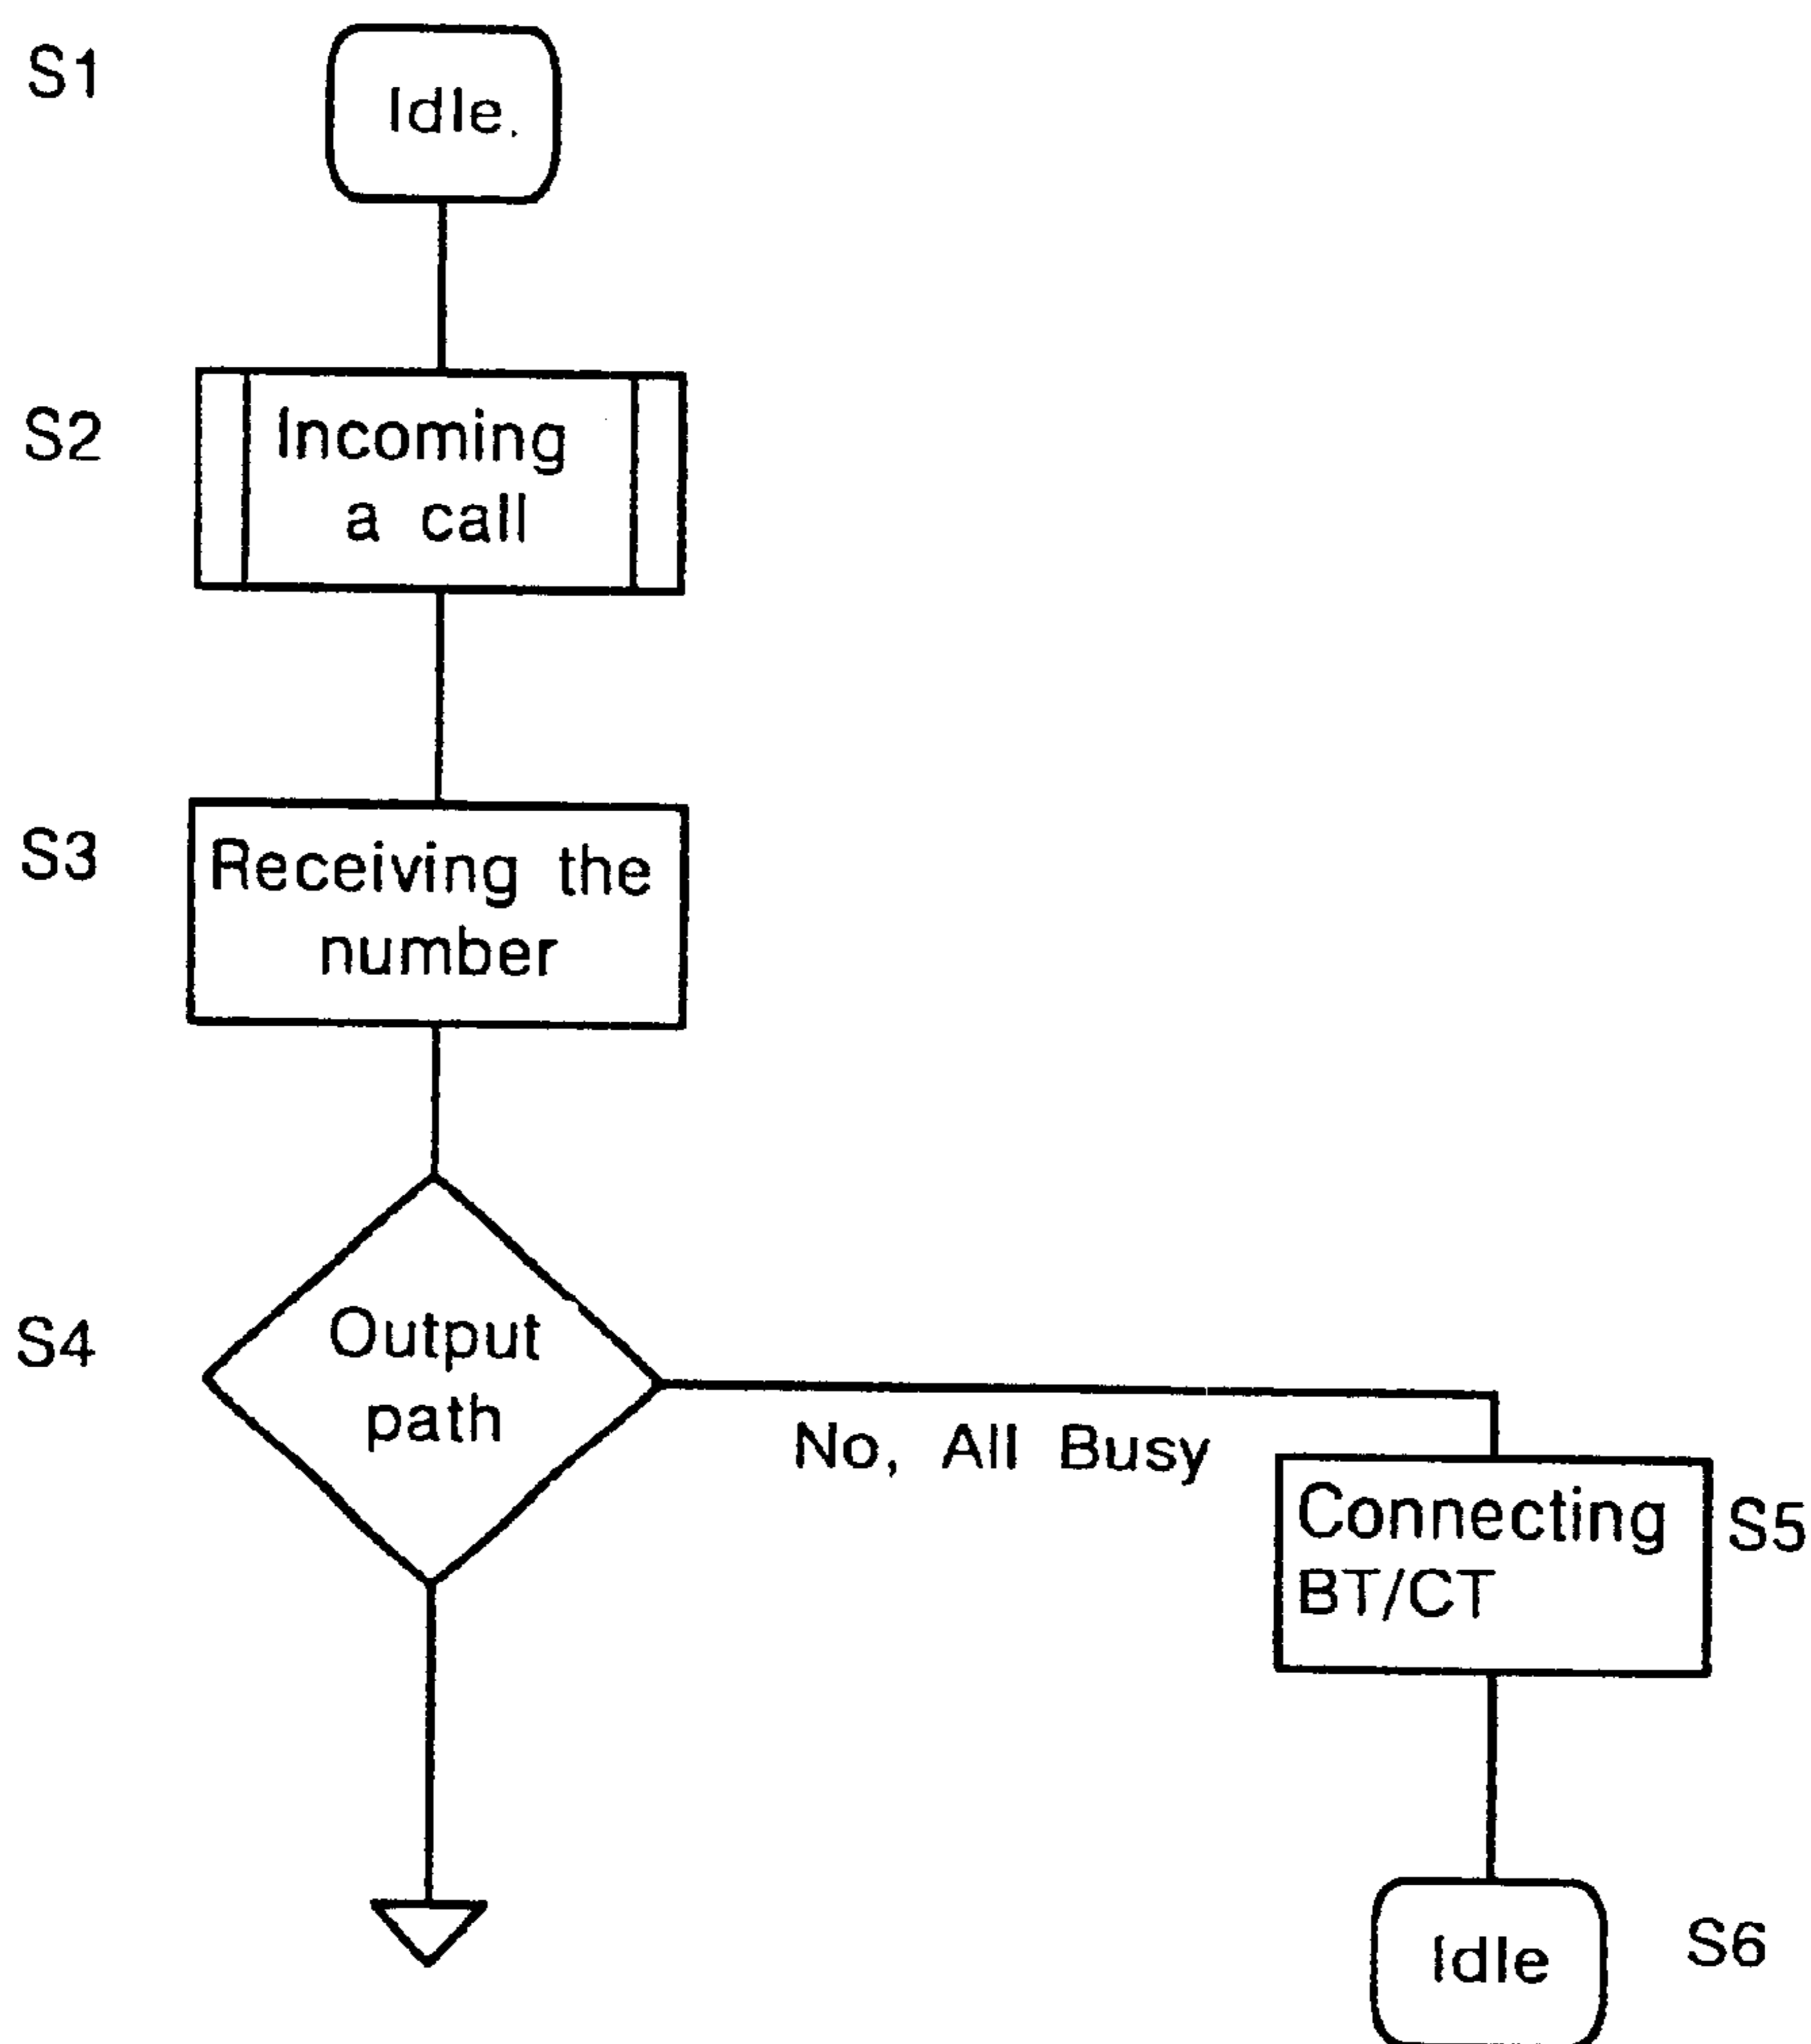 S1
Idle.
S2
Incoming
a call
S3
Receiving the
number
S4
Output
path
No, All Busy
Connecting
BT/CT
S5
Idle
S6